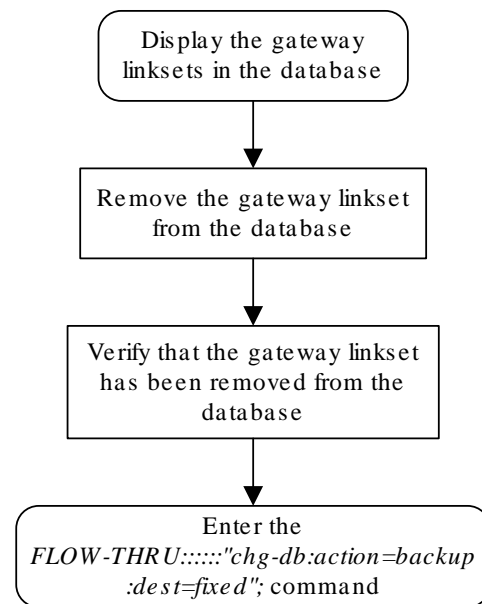 Display the gateway
linksets in the database
Remove the gateway linkset
from the database
Verify that the gateway linkset
has been removed from the
database
Enter the
FLOW-THRU::::::"chg-db:action=backup
:dest=fixed"; command